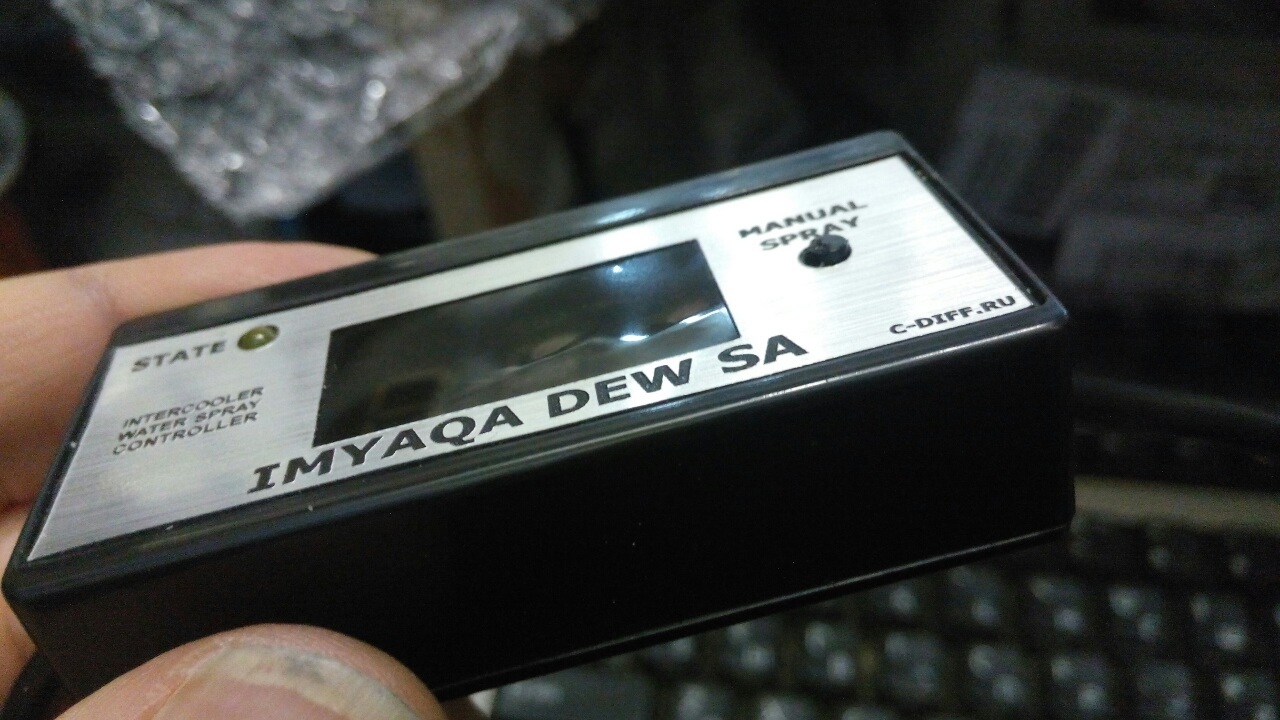 STATE
INTERCOOLER
WATER SPRAY
CONTROLLER
IMYAQA DEW SA
MANUAL
SPRAY
C-DIFF.RU